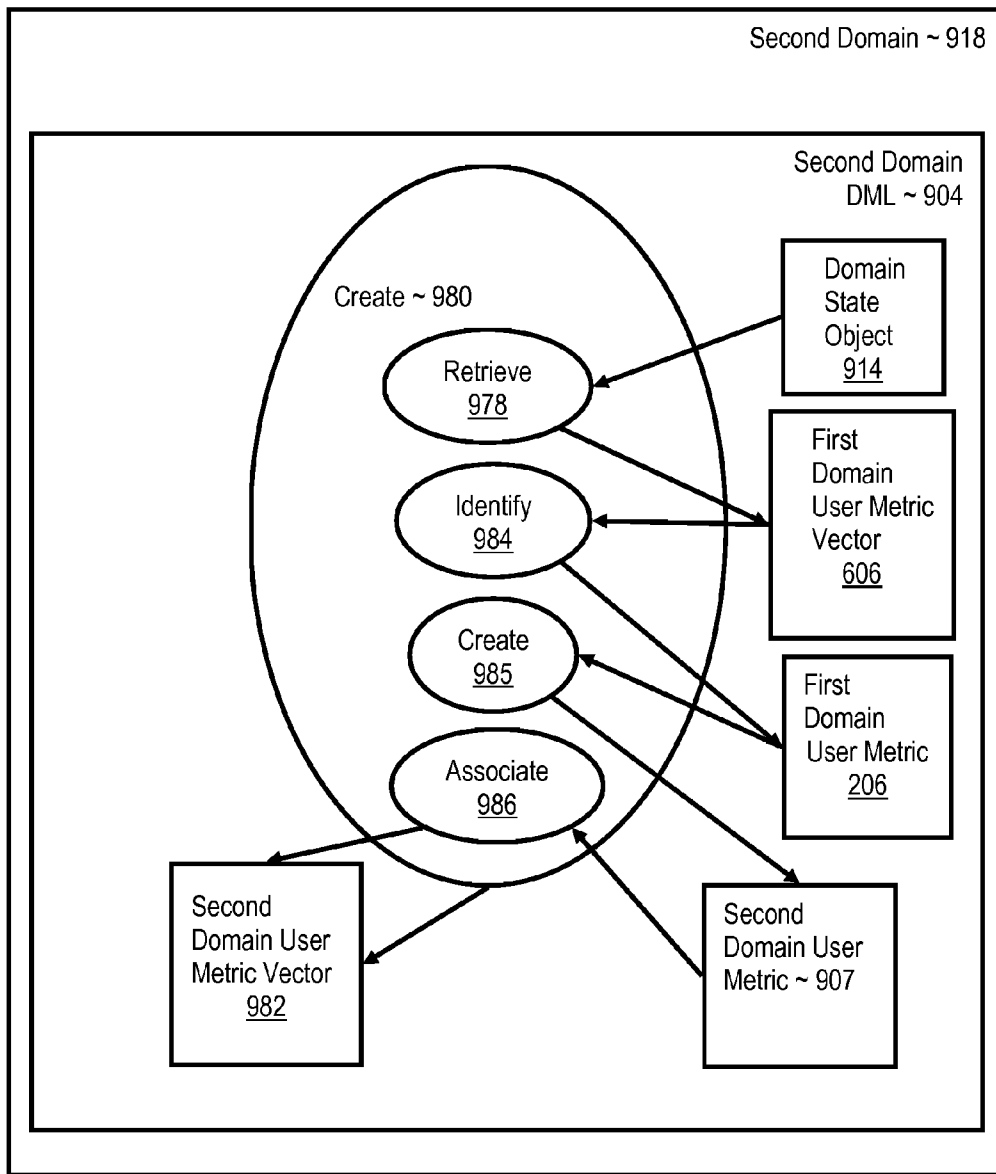 Second Domain ~ 918
Second Domain
DML ~ 904
Domain
State
Object
914
Create ~ 980
Retrieve
978
First
Domain
User Metric
Vector
606
Identify
984
Create
985
First
Domain
User Metric
206
Associate
986
Second
Domain User
Metric Vector
982
Second
Domain User
Metric ~ 907